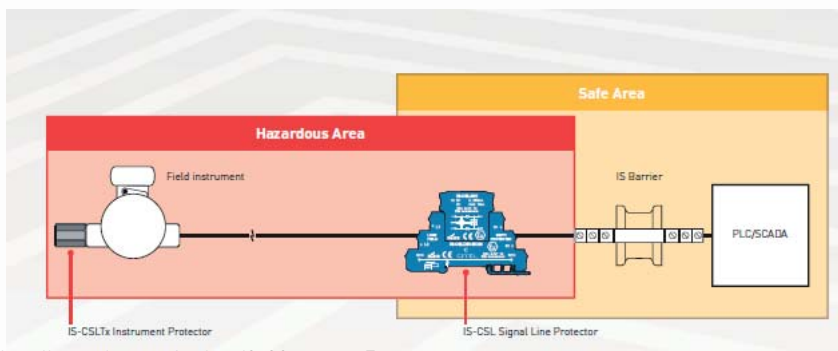 Safe Area
Hazardous Area
Field instrument
IS Barrier
PLC/SCADA
IS-CSLTx Instrument Protector
IS-CSL Signal Line Protector